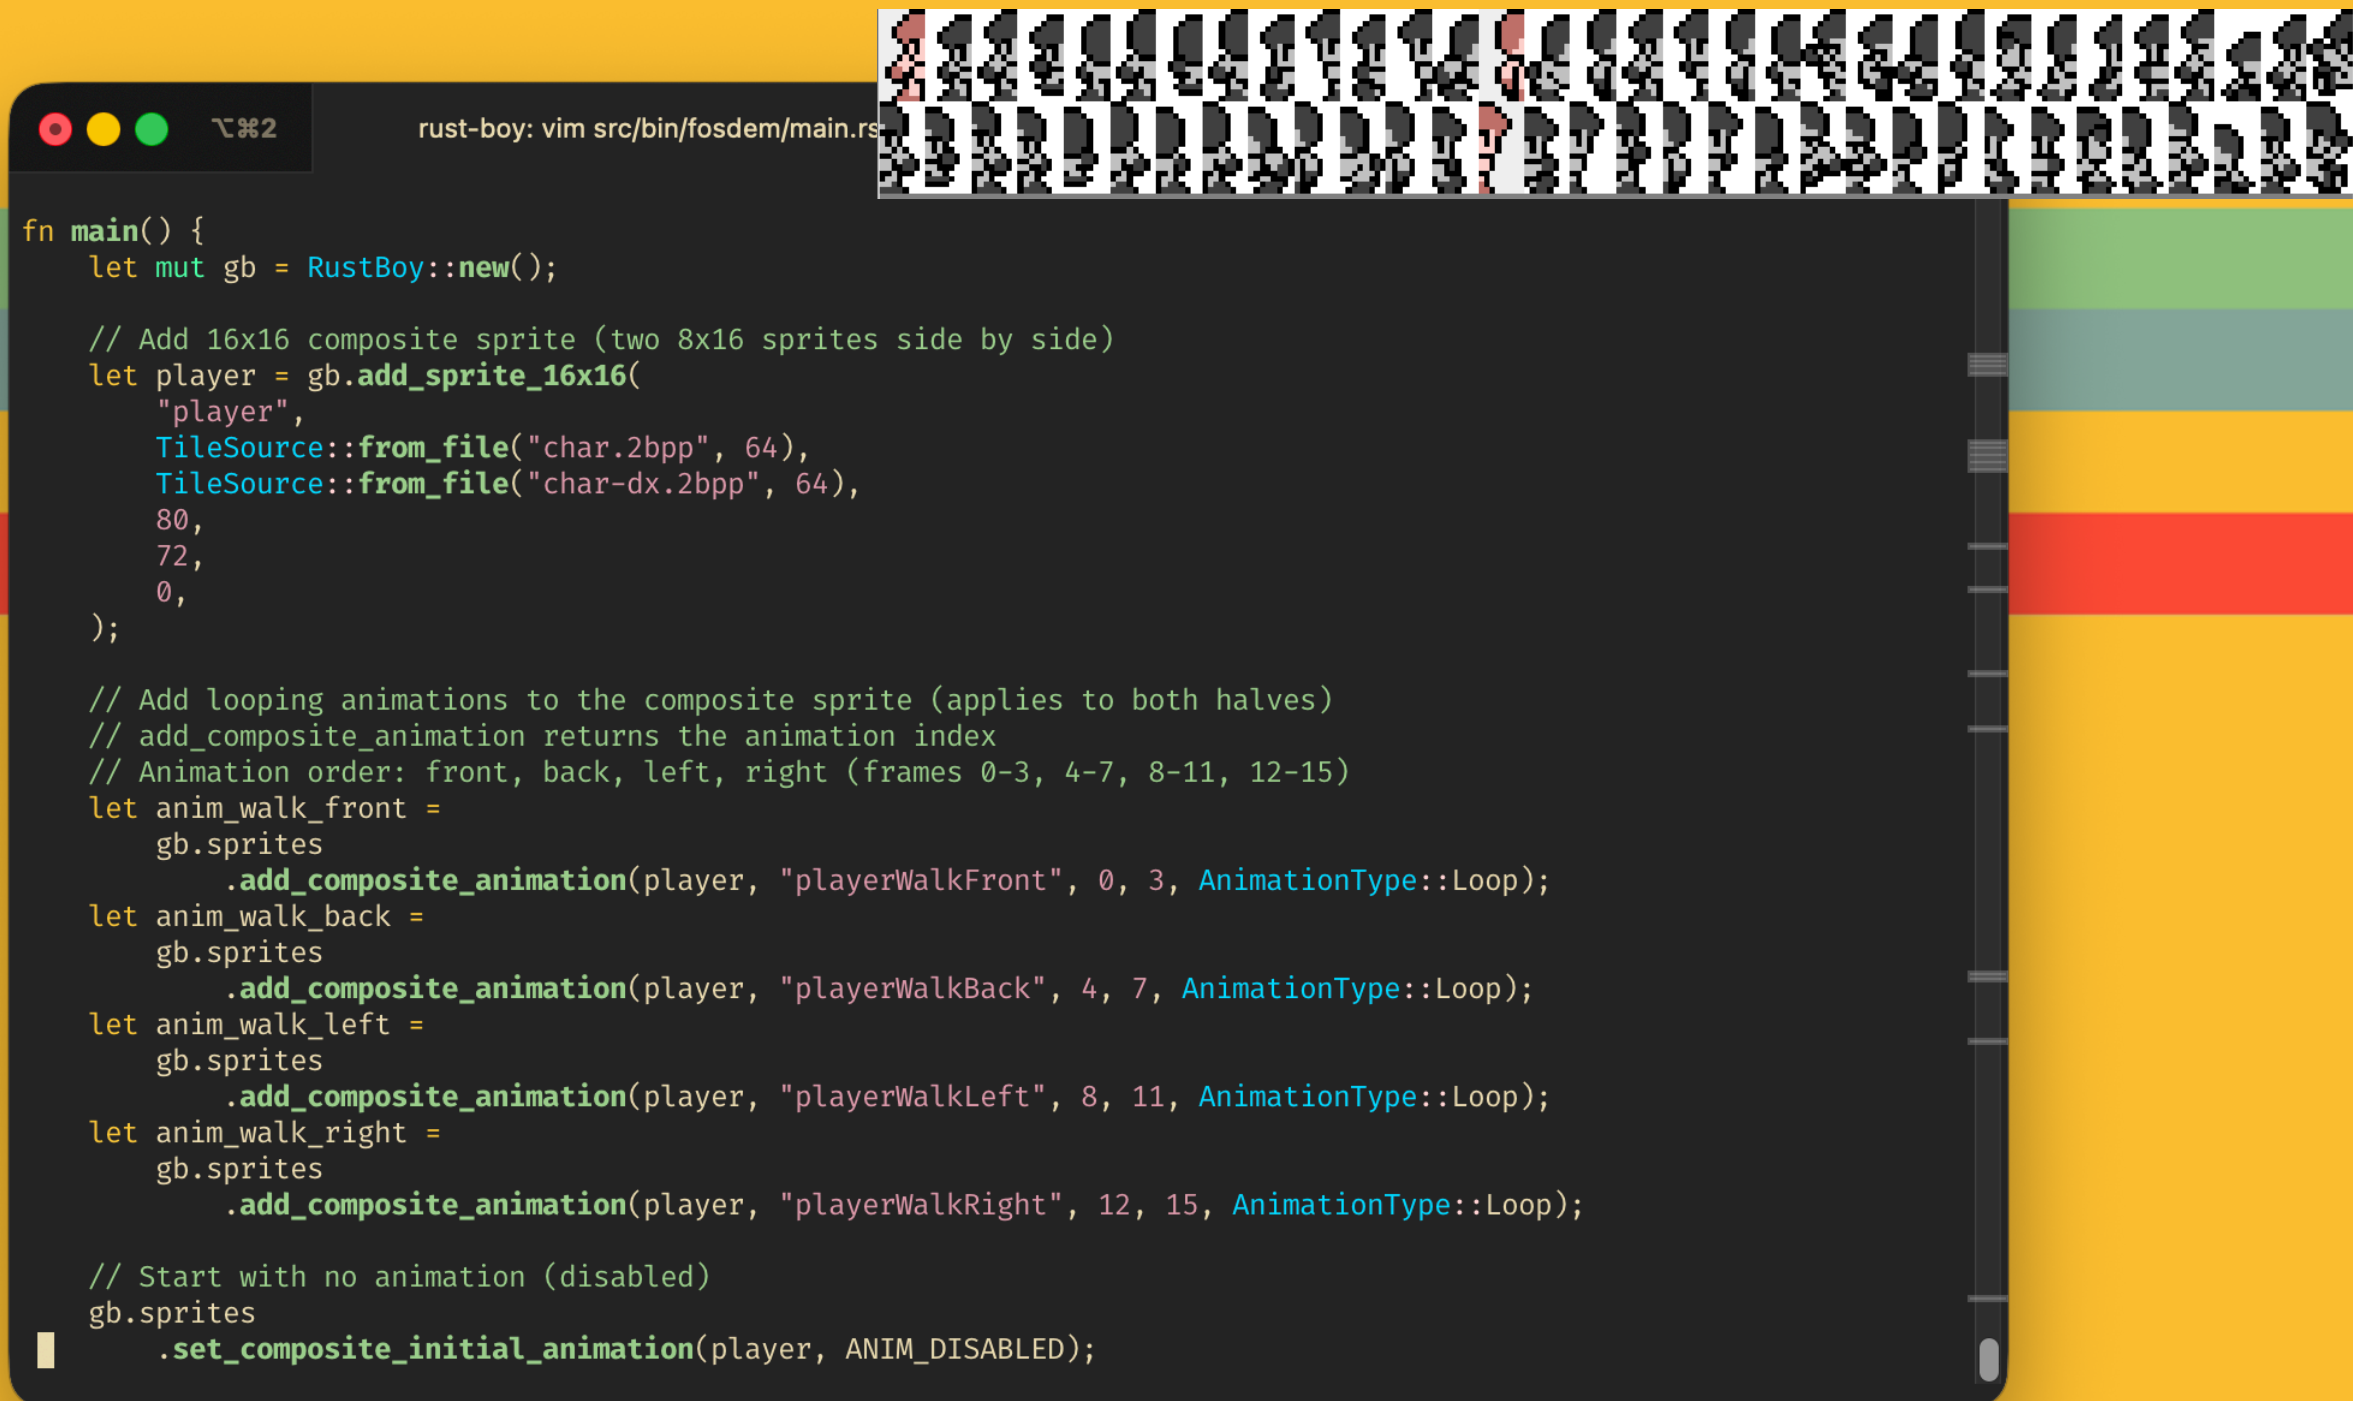 ⌥⌘2
rust-boy: vim src/bin/fosdem/main.rs
fn main() {
    let mut gb = RustBoy::new();

    // Add 16x16 composite sprite (two 8x16 sprites side by side)
    let player = gb.add_sprite_16x16(
        "player",
        TileSource::from_file("char.2bpp", 64),
        TileSource::from_file("char-dx.2bpp", 64),
        80,
        72,
        0,
    );

    // Add looping animations to the composite sprite (applies to both halves)
    // add_composite_animation returns the animation index
    // Animation order: front, back, left, right (frames 0-3, 4-7, 8-11, 12-15)
    let anim_walk_front =
        gb.sprites
            .add_composite_animation(player, "playerWalkFront", 0, 3, AnimationType::Loop);
    let anim_walk_back =
        gb.sprites
            .add_composite_animation(player, "playerWalkBack", 4, 7, AnimationType::Loop);
    let anim_walk_left =
        gb.sprites
            .add_composite_animation(player, "playerWalkLeft", 8, 11, AnimationType::Loop);
    let anim_walk_right =
        gb.sprites
            .add_composite_animation(player, "playerWalkRight", 12, 15, AnimationType::Loop);

    // Start with no animation (disabled)
    gb.sprites
        .set_composite_initial_animation(player, ANIM_DISABLED);